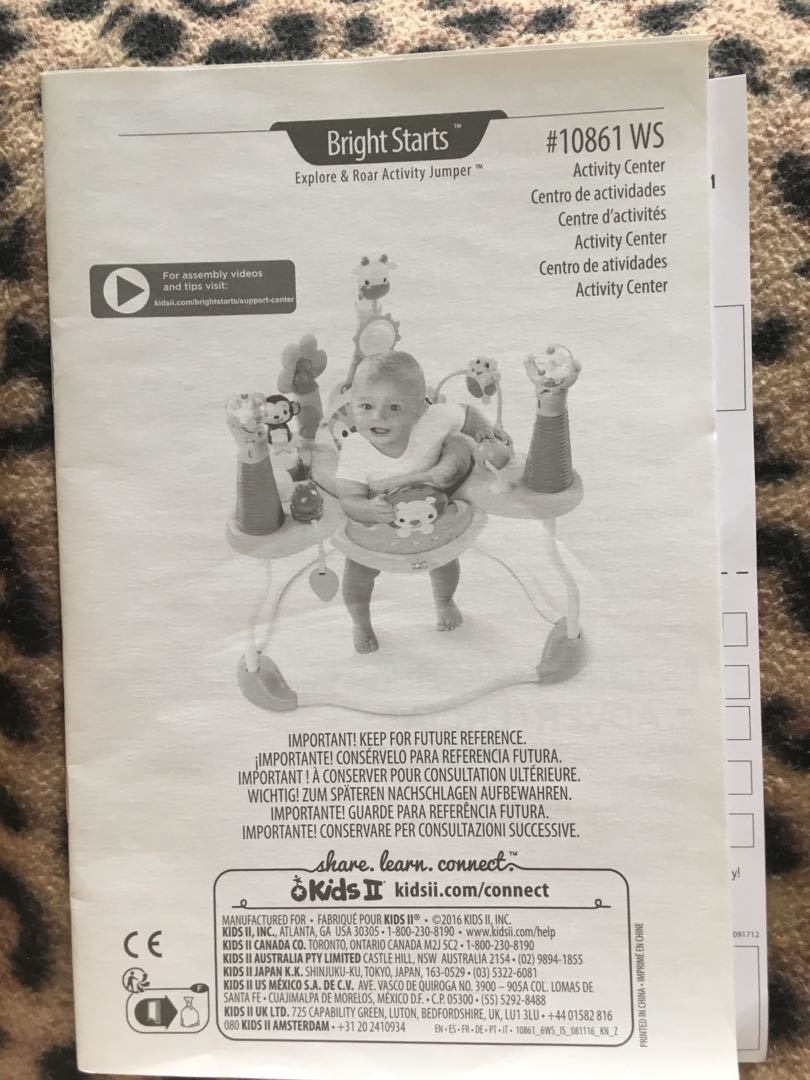 Bright Starts™
Explore & Roar Activity Jumper™
#10861 WS
Activity Center
Centro de actividades
Centre d'activités
Activity Center
Centro de atividades
Activity Center
For assembly videos
and tips visit:
kidsii.com/brightstarts/support-center
IMPORTANT! KEEP FOR FUTURE REFERENCE.
¡IMPORTANTE! CONSÉRVELO PARA REFERENCIA FUTURA.
IMPORTANT ! À CONSERVER POUR CONSULTATION ULTÉRIEURE.
WICHTIG! ZUM SPÄTEREN NACHSCHLAGEN AUFBEWAHREN.
IMPORTANTE! GUARDE PARA REFERÊNCIA FUTURA.
IMPORTANTE! CONSERVARE PER CONSULTAZIONI SUCCESSIVE.
share. learn. connect.™
Kids II® kidsii.com/connect
MANUFACTURED FOR • FABRIQUÉ POUR KIDS II® • ©2016 KIDS II, INC.
KIDS II, INC., ATLANTA, GA USA 30305 • 1-800-230-8190 • www.kidsii.com/help
KIDS II CANADA CO. TORONTO, ONTARIO CANADA M2J 5C2 • 1-800-230-8190
KIDS II AUSTRALIA PTY LIMITED CASTLE HILL, NSW AUSTRALIA 2154 • (02) 9894-1855
KIDS II JAPAN K.K. SHINJUKU-KU, TOKYO, JAPAN, 163-0529 • (03) 5322-6081
KIDS II US MÉXICO S.A. DE C.V. AVE. VASCO DE QUIROGA NO. 3900 – 905A COL. LOMAS DE
SANTA FE • CUAJIMALPA DE MORELOS, MÉXICO D.F. • C.P. 05300 • (55) 5292-8488
KIDS II UK LTD. 725 CAPABILITY GREEN, LUTON, BEDFORDSHIRE, UK, LU1 3LU • +44 01582 816
080 KIDS II AMSTERDAM • +31 20 2410934
EN • ES • FR • DE • PT • IT • 10861_6WS_IS_081116_KN_Z
CE
F
PRINTED IN CHINA • IMPRIMÉ EN CHINE
y!
091712